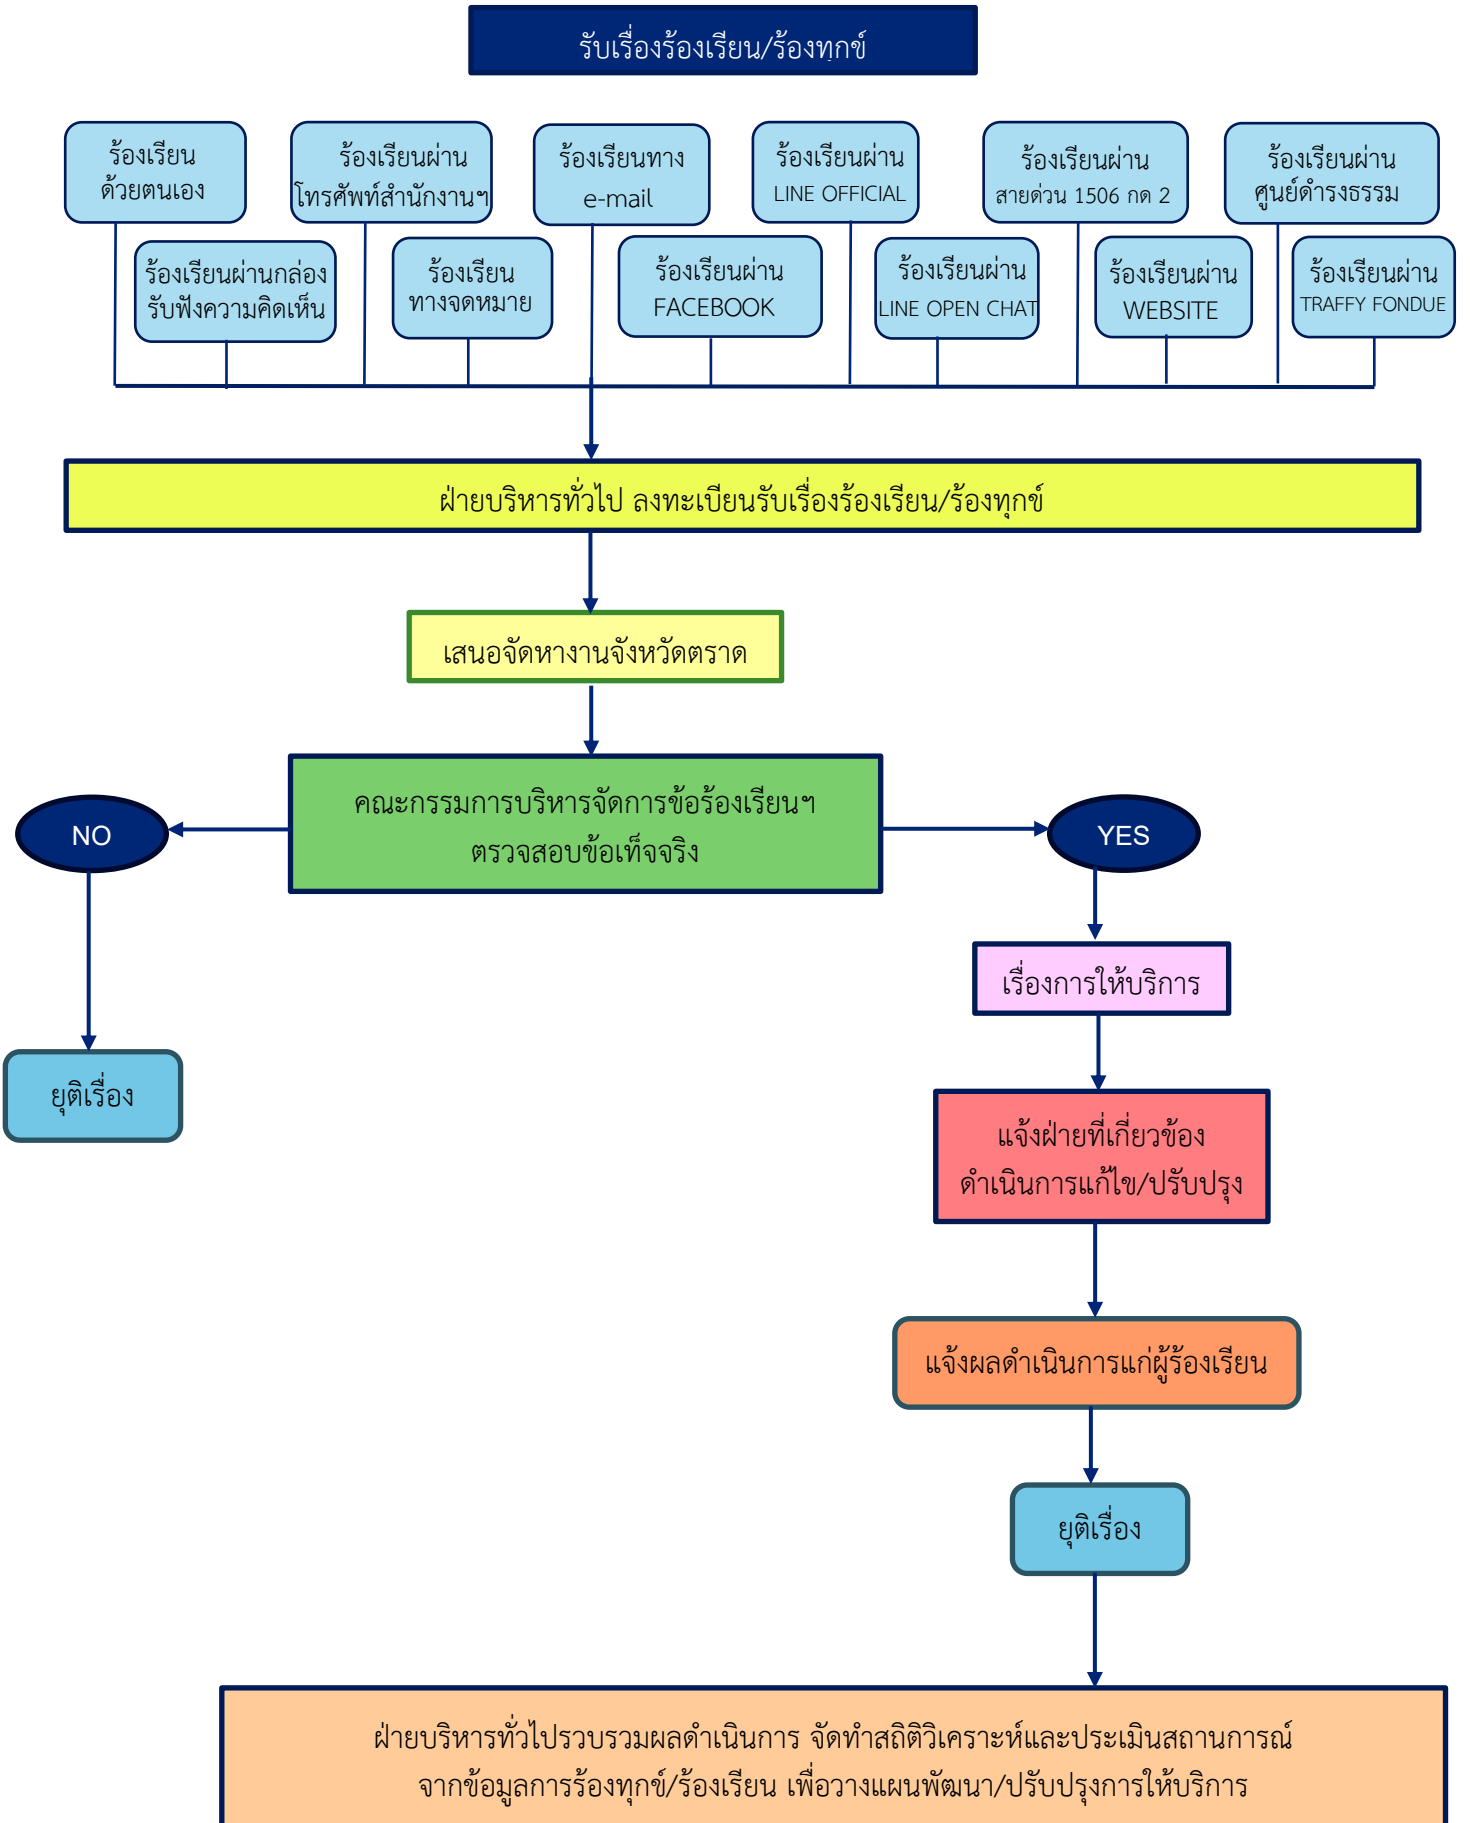 รับเรื่องร้องเรียน/ร้องทุกข์
ร้องเรียน
ด้วยตนเอง
ร้องเรียนผ่าน
โทรศัพท์สำนักงานฯ
ร้องเรียนทาง
e-mail
ร้องเรียนผ่าน
LINE OFFICIAL
ร้องเรียนผ่าน
สายด่วน 1506 กด 2
ร้องเรียนผ่าน
ศูนย์ดำรงธรรม
ร้องเรียนผ่านกล่อง
รับฟังความคิดเห็น
ร้องเรียน
ทางจดหมาย
ร้องเรียนผ่าน
FACEBOOK
ร้องเรียนผ่าน
LINE OPEN CHAT
ร้องเรียนผ่าน
WEBSITE
ร้องเรียนผ่าน
TRAFFY FONDUE
ฝ่ายบริหารทั่วไป ลงทะเบียนรับเรื่องร้องเรียน/ร้องทุกข์
เสนอจัดหางานจังหวัดตราด
คณะกรรมการบริหารจัดการข้อร้องเรียนฯ
ตรวจสอบข้อเท็จจริง
NO
YES
เรื่องการให้บริการ
ยุติเรื่อง
แจ้งฝ่ายที่เกี่ยวข้อง
ดำเนินการแก้ไข/ปรับปรุง
แจ้งผลดำเนินการแก่ผู้ร้องเรียน
ยุติเรื่อง
ฝ่ายบริหารทั่วไปรวบรวมผลดำเนินการ จัดทำสถิติวิเคราะห์และประเมินสถานการณ์
จากข้อมูลการร้องทุกข์/ร้องเรียน เพื่อวางแผนพัฒนา/ปรับปรุงการให้บริการ